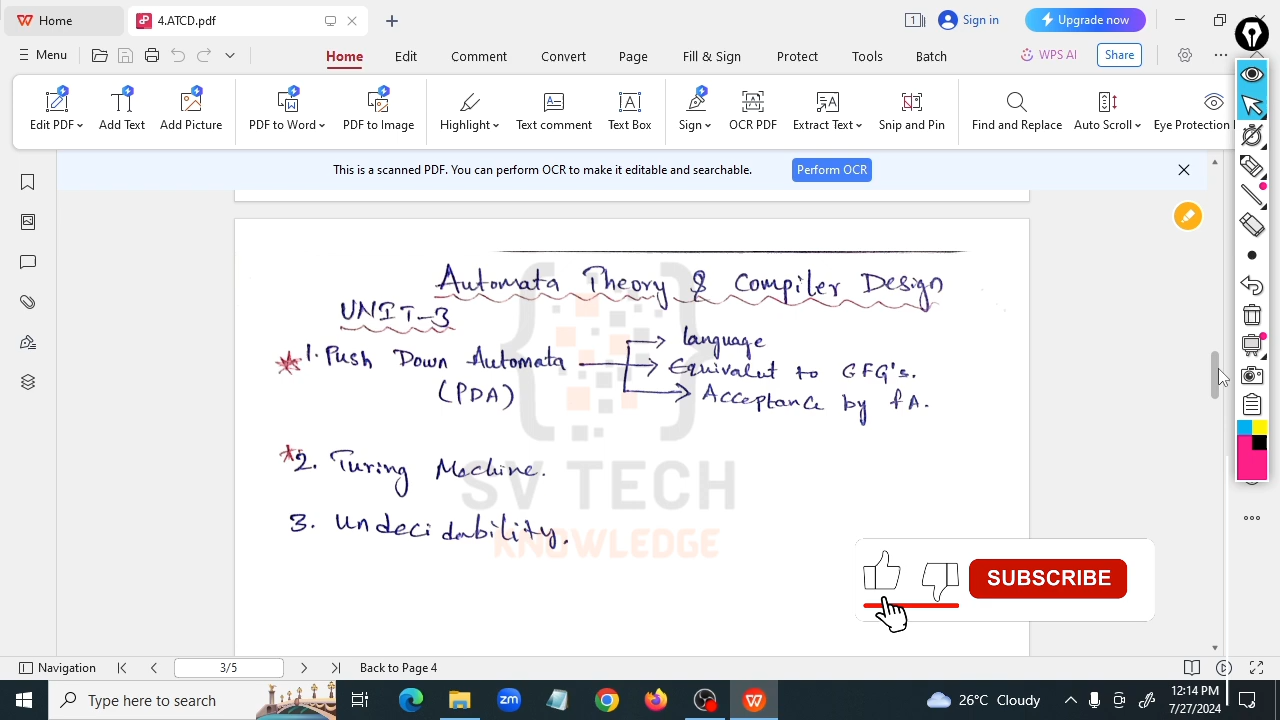 Home
4.ATCD.pdf
1
Sign in
Upgrade now
Menu
Home
Edit
Comment
Convert
Page
Fill & Sign
Protect
Tools
Batch
WPS AI
Share
Edit PDF
Add Text
Add Picture
PDF to Word
PDF to Image
Highlight
Text comment
Text Box
Sign
OCR PDF
Extract Text
Snip and Pin
Find and Replace
Auto Scroll
Eye Protection
This is a scanned PDF. You can perform OCR to make it editable and searchable.
Perform OCR
Automata Theory & Compiler Design
UNIT-3
1. Push Down Automata
(PDA)
language
Equivalent to CFG's.
Acceptance by fA.
2. Turing Machine.
3. Undecidability.
SV TECH
KNOWLEDGE
SUBSCRIBE
Navigation
3/5
Back to Page 4
Type here to search
zm
26°C Cloudy
12:14 PM
7/27/2024